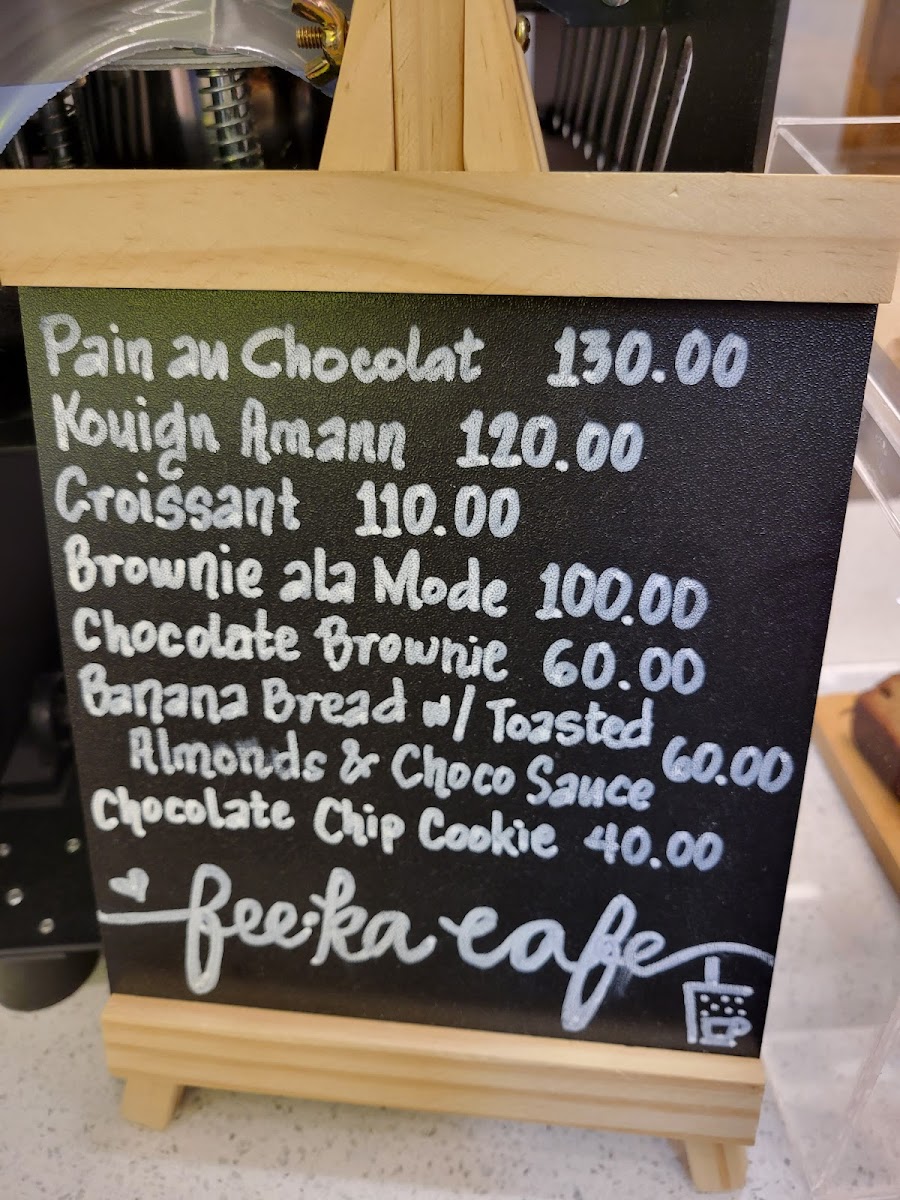 Pain au Chocolat 130.00
Kouign Amann 120.00
Croissant 110.00
Brownie ala Mode 100.00
Chocolate Brownie 60.00
Banana Bread w/ Toasted
Almonds & Choco Sauce 60.00
Chocolate Chip Cookie 40.00
fee·ka cafe